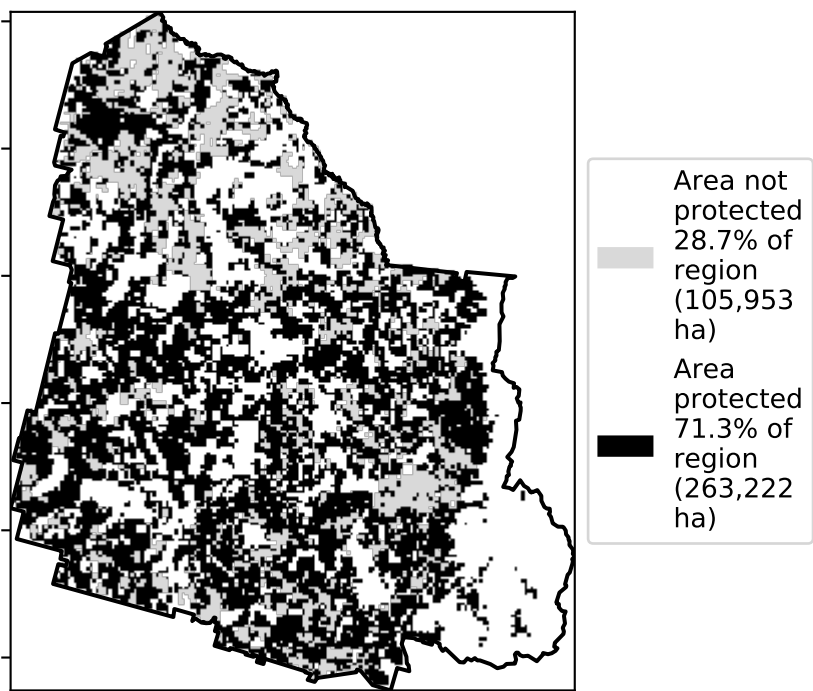 Area not
protected
28.7% of
region
(105,953
ha)
Area
protected
71.3% of
region
(263,222
ha)